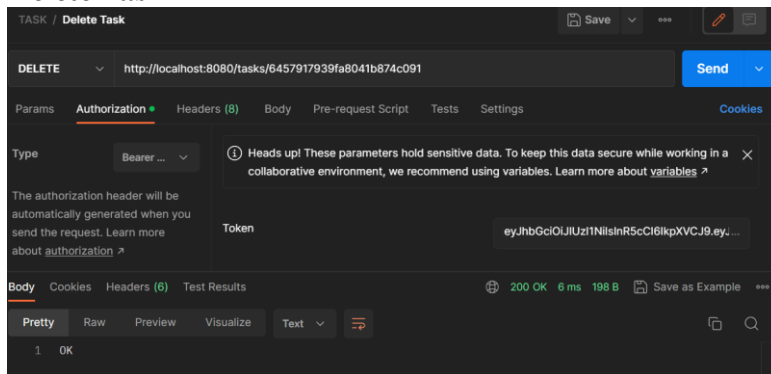 TASK / Delete Task
Save
DELETE
http://localhost:8080/tasks/6457917939fa8041b874c091
Send
Params Authorization Headers (8) Body Pre-request Script Tests Settings Cookies
Type
Bearer ...
Heads up! These parameters hold sensitive data. To keep this data secure while working in a
collaborative environment, we recommend using variables. Learn more about variables ↗
The authorization header will be
automatically generated when you
send the request. Learn more
about authorization ↗
Token
eyJhbGciOiJIUzI1NiIsInR5cCI6IkpXVCJ9.eyJ...
Body Cookies Headers (6) Test Results
200 OK 6 ms 198 B Save as Example
Pretty Raw Preview Visualize Text
1 OK